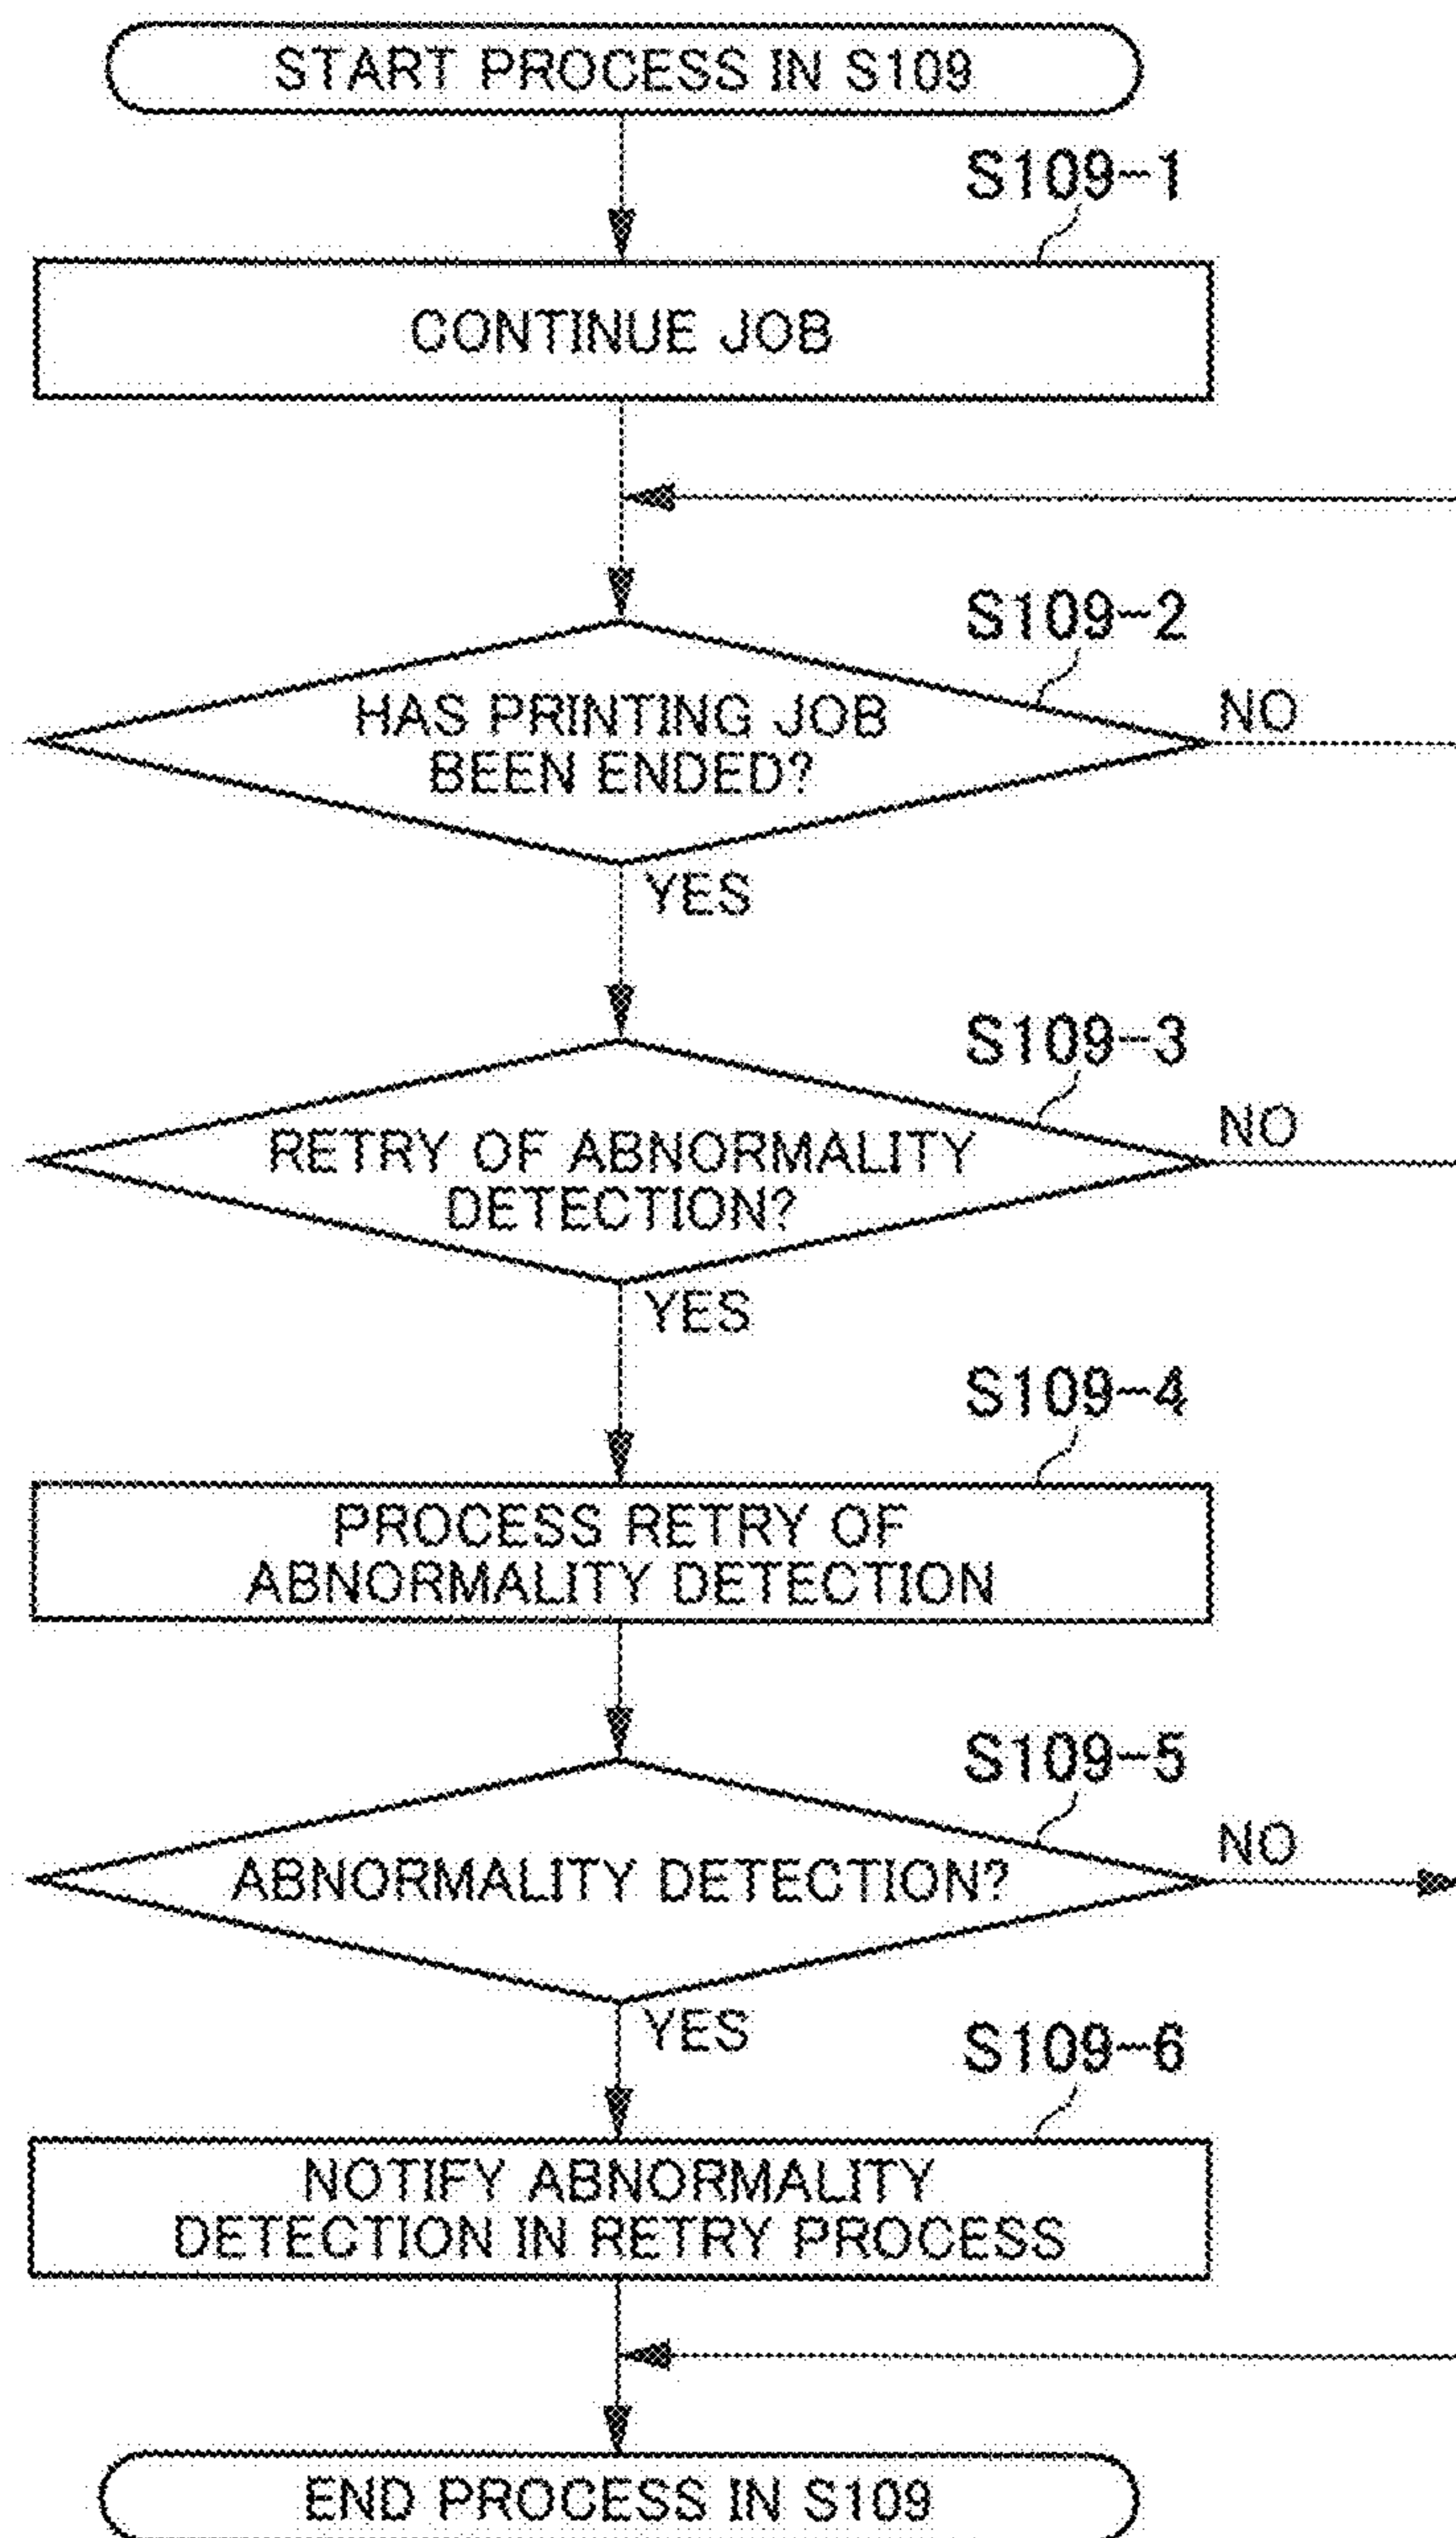 START PROCESS IN S109
S109-1
CONTINUE JOB
S109-2
HAS PRINTING JOB
BEEN ENDED?
NO
YES
S109-3
RETRY OF ABNORMALITY
DETECTION?
NO
YES
S109-4
PROCESS RETRY OF
ABNORMALITY DETECTION
S109-5
ABNORMALITY DETECTION?
NO
YES
S109-6
NOTIFY ABNORMALITY
DETECTION IN RETRY PROCESS
END PROCESS IN S109